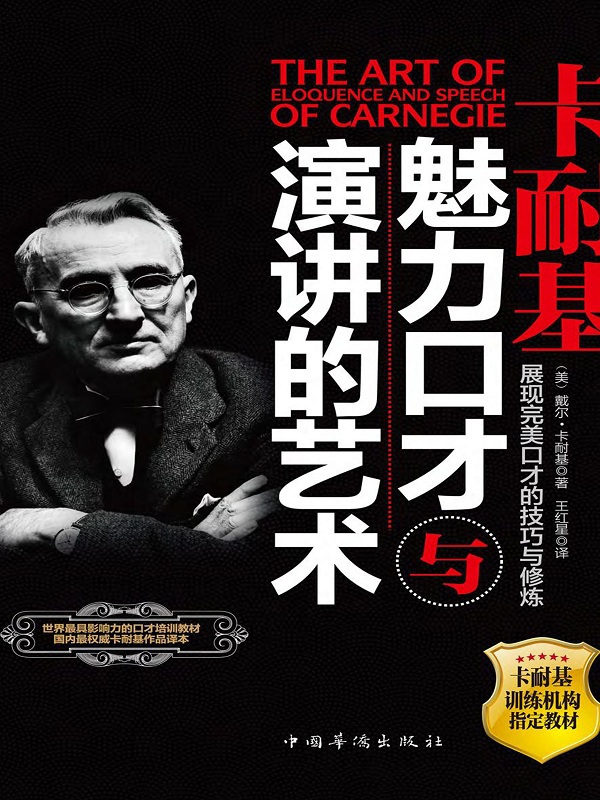 THE ART OF
ELOQUENCE AND SPEECH
OF CARNEGIE
卡耐基
魅力口才与
演讲的艺术
展现完美口才的技巧与修炼
（美）戴尔·卡耐基◎著 王红星◎译
世界最具影响力的口才培训教材
国内最权威卡耐基作品译本
卡耐基
训练机构
指定教材
中国华侨出版社